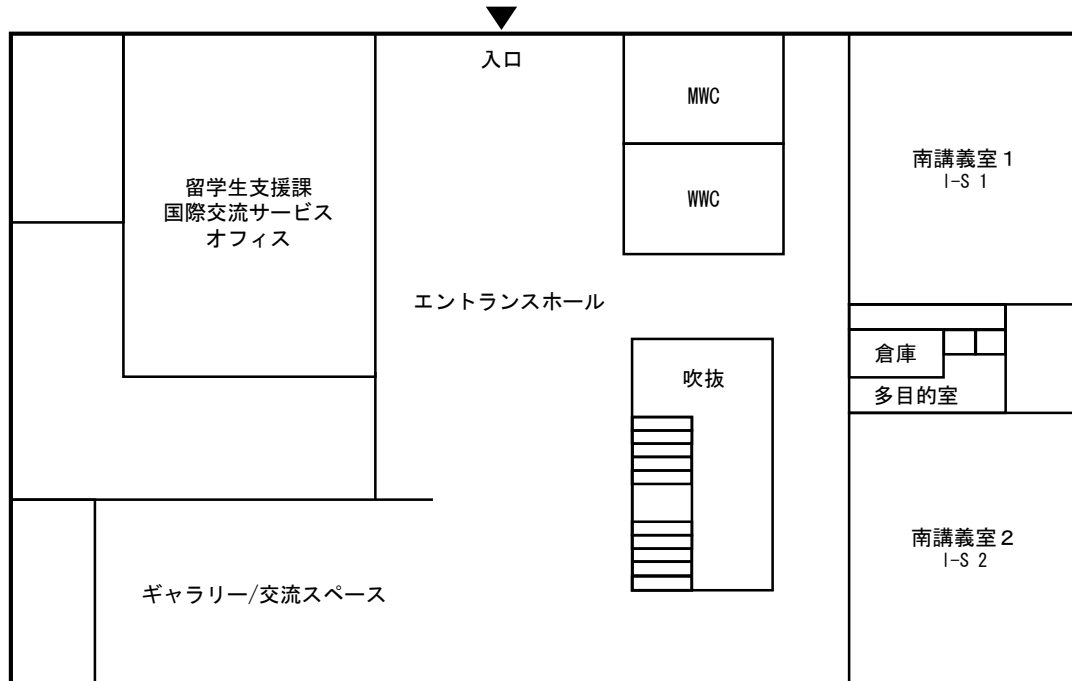 入口
MWC
WWC
南講義室１
I-S 1
留学生支援課
国際交流サービス
オフィス
エントランスホール
吹抜
倉庫
多目的室
南講義室２
I-S 2
ギャラリー/交流スペース